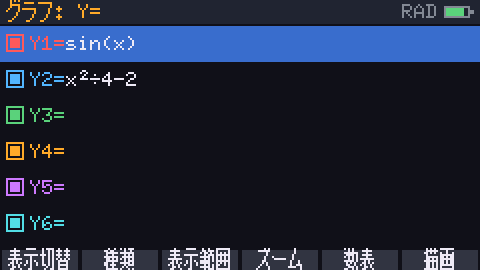 グラフ: Y= RAD
Y1=sin(x)
Y2=x²÷4-2
Y3=
Y4=
Y5=
Y6=
表示切替 種類 表示範囲 ズーム 数表 描画